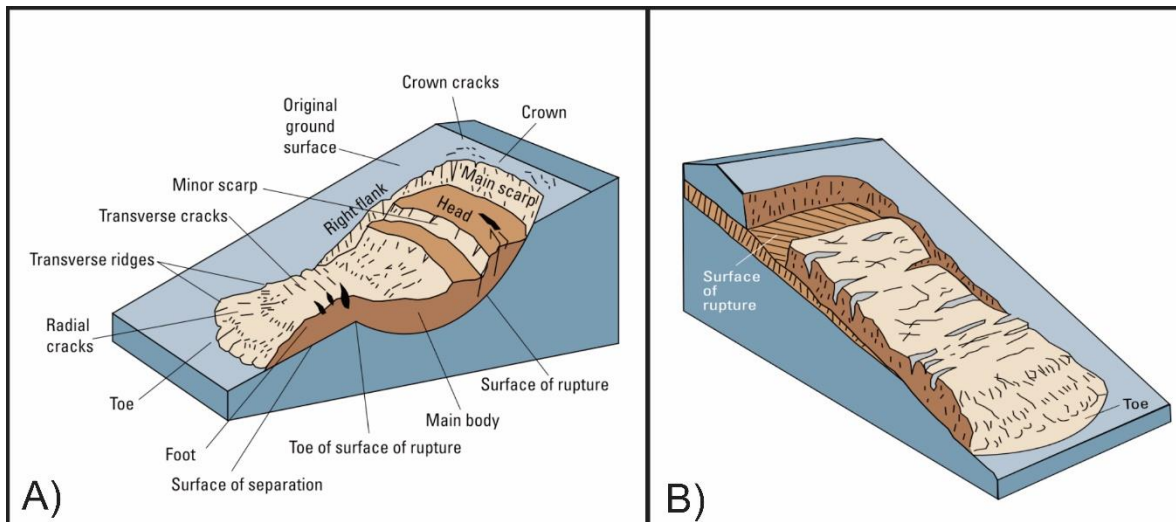 Crown cracks
Crown
Original
ground
surface
Minor scarp
Transverse cracks
Transverse ridges
Radial
cracks
Toe
Right flank
Main scarp
Head
Foot
Surface of separation
Toe of surface of rupture
Main body
Surface of rupture
A)
Surface
of
rupture
Toe
B)